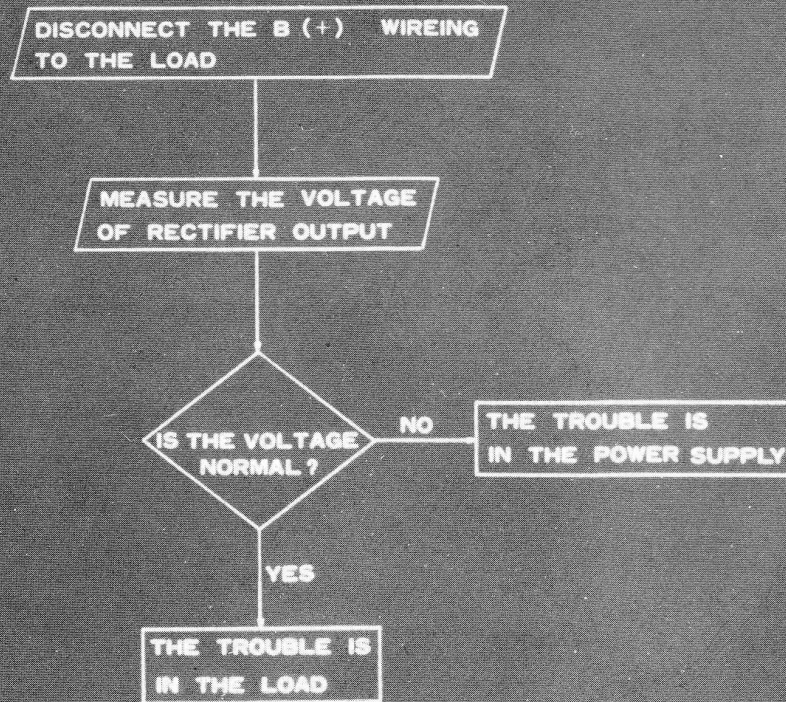 DISCONNECT THE B (+) WIREING
TO THE LOAD
MEASURE THE VOLTAGE
OF RECTIFIER OUTPUT
IS THE VOLTAGE
NORMAL?
NO
THE TROUBLE IS
IN THE POWER SUPPLY
YES
THE TROUBLE IS
IN THE LOAD